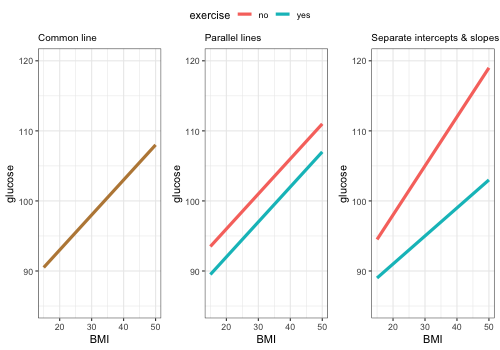 exercise no yes
Common line
Parallel lines
Separate intercepts & slopes
glucose
120
110
100
90
20 30 40 50
BMI
glucose
120
110
100
90
20 30 40 50
BMI
glucose
120
110
100
90
20 30 40 50
BMI